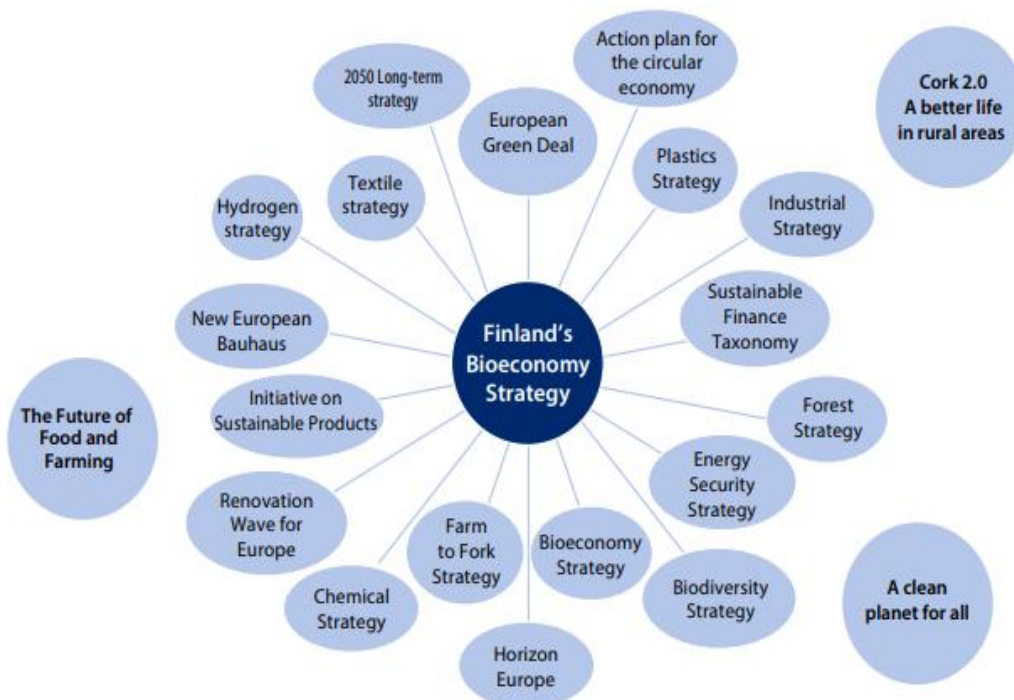 Action plan for
the circular
economy
2050 Long-term
strategy
Cork 2.0
A better life
in rural areas
European
Green Deal
Plastics
Strategy
Textile
strategy
Industrial
Strategy
Hydrogen
strategy
Sustainable
Finance
Taxonomy
New European
Bauhaus
Finland's
Bioeconomy
Strategy
Initiative on
Sustainable Products
Forest
Strategy
The Future of
Food and
Farming
Energy
Security
Strategy
Renovation
Wave for
Europe
Farm
to Fork
Strategy
Bioeconomy
Strategy
Biodiversity
Strategy
A clean
planet for all
Chemical
Strategy
Horizon
Europe